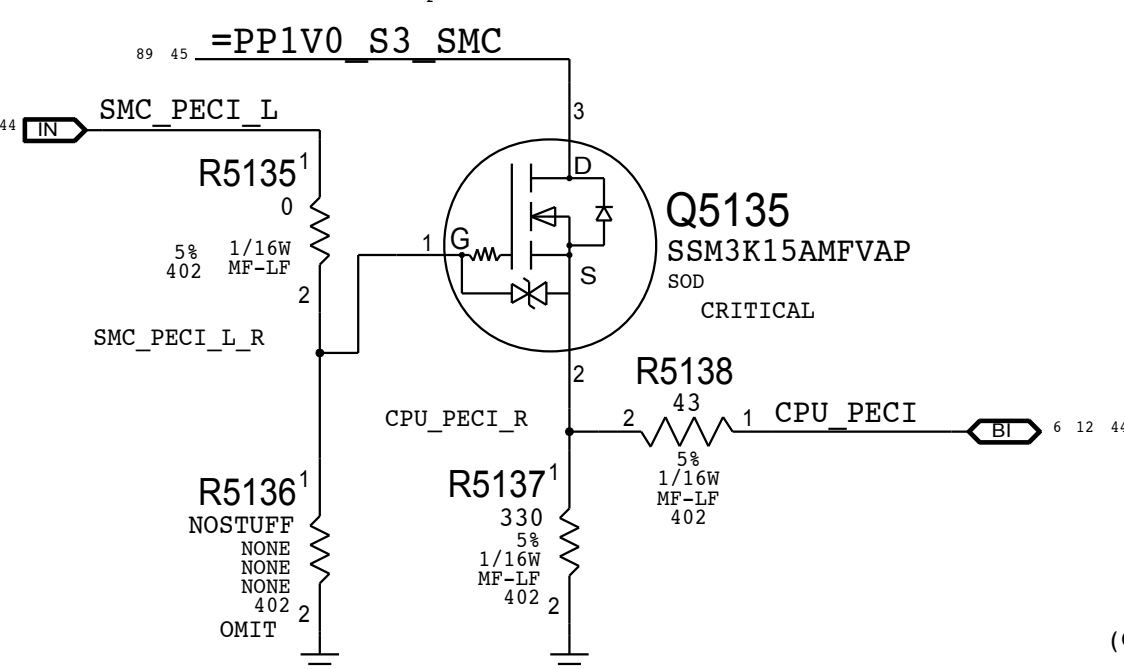 =PP1V0_S3_SMC
89 45
SMC_PECI_L
44
IN
3
R5135
1
0
5%
1/16W
402
MF-LF
2
D
G
1
S
Q5135
SSM3K15AMFVAP
SOD
CRITICAL
SMC_PECI_L_R
2
R5138
43
CPU_PECI_R
2
1
CPU_PECI
BI
6 12 44
5%
1/16W
MF-LF
402
R5136
1
NOSTUFF
NONE
NONE
NONE
402
2
OMIT
R5137
1
330
5%
1/16W
MF-LF
402
2